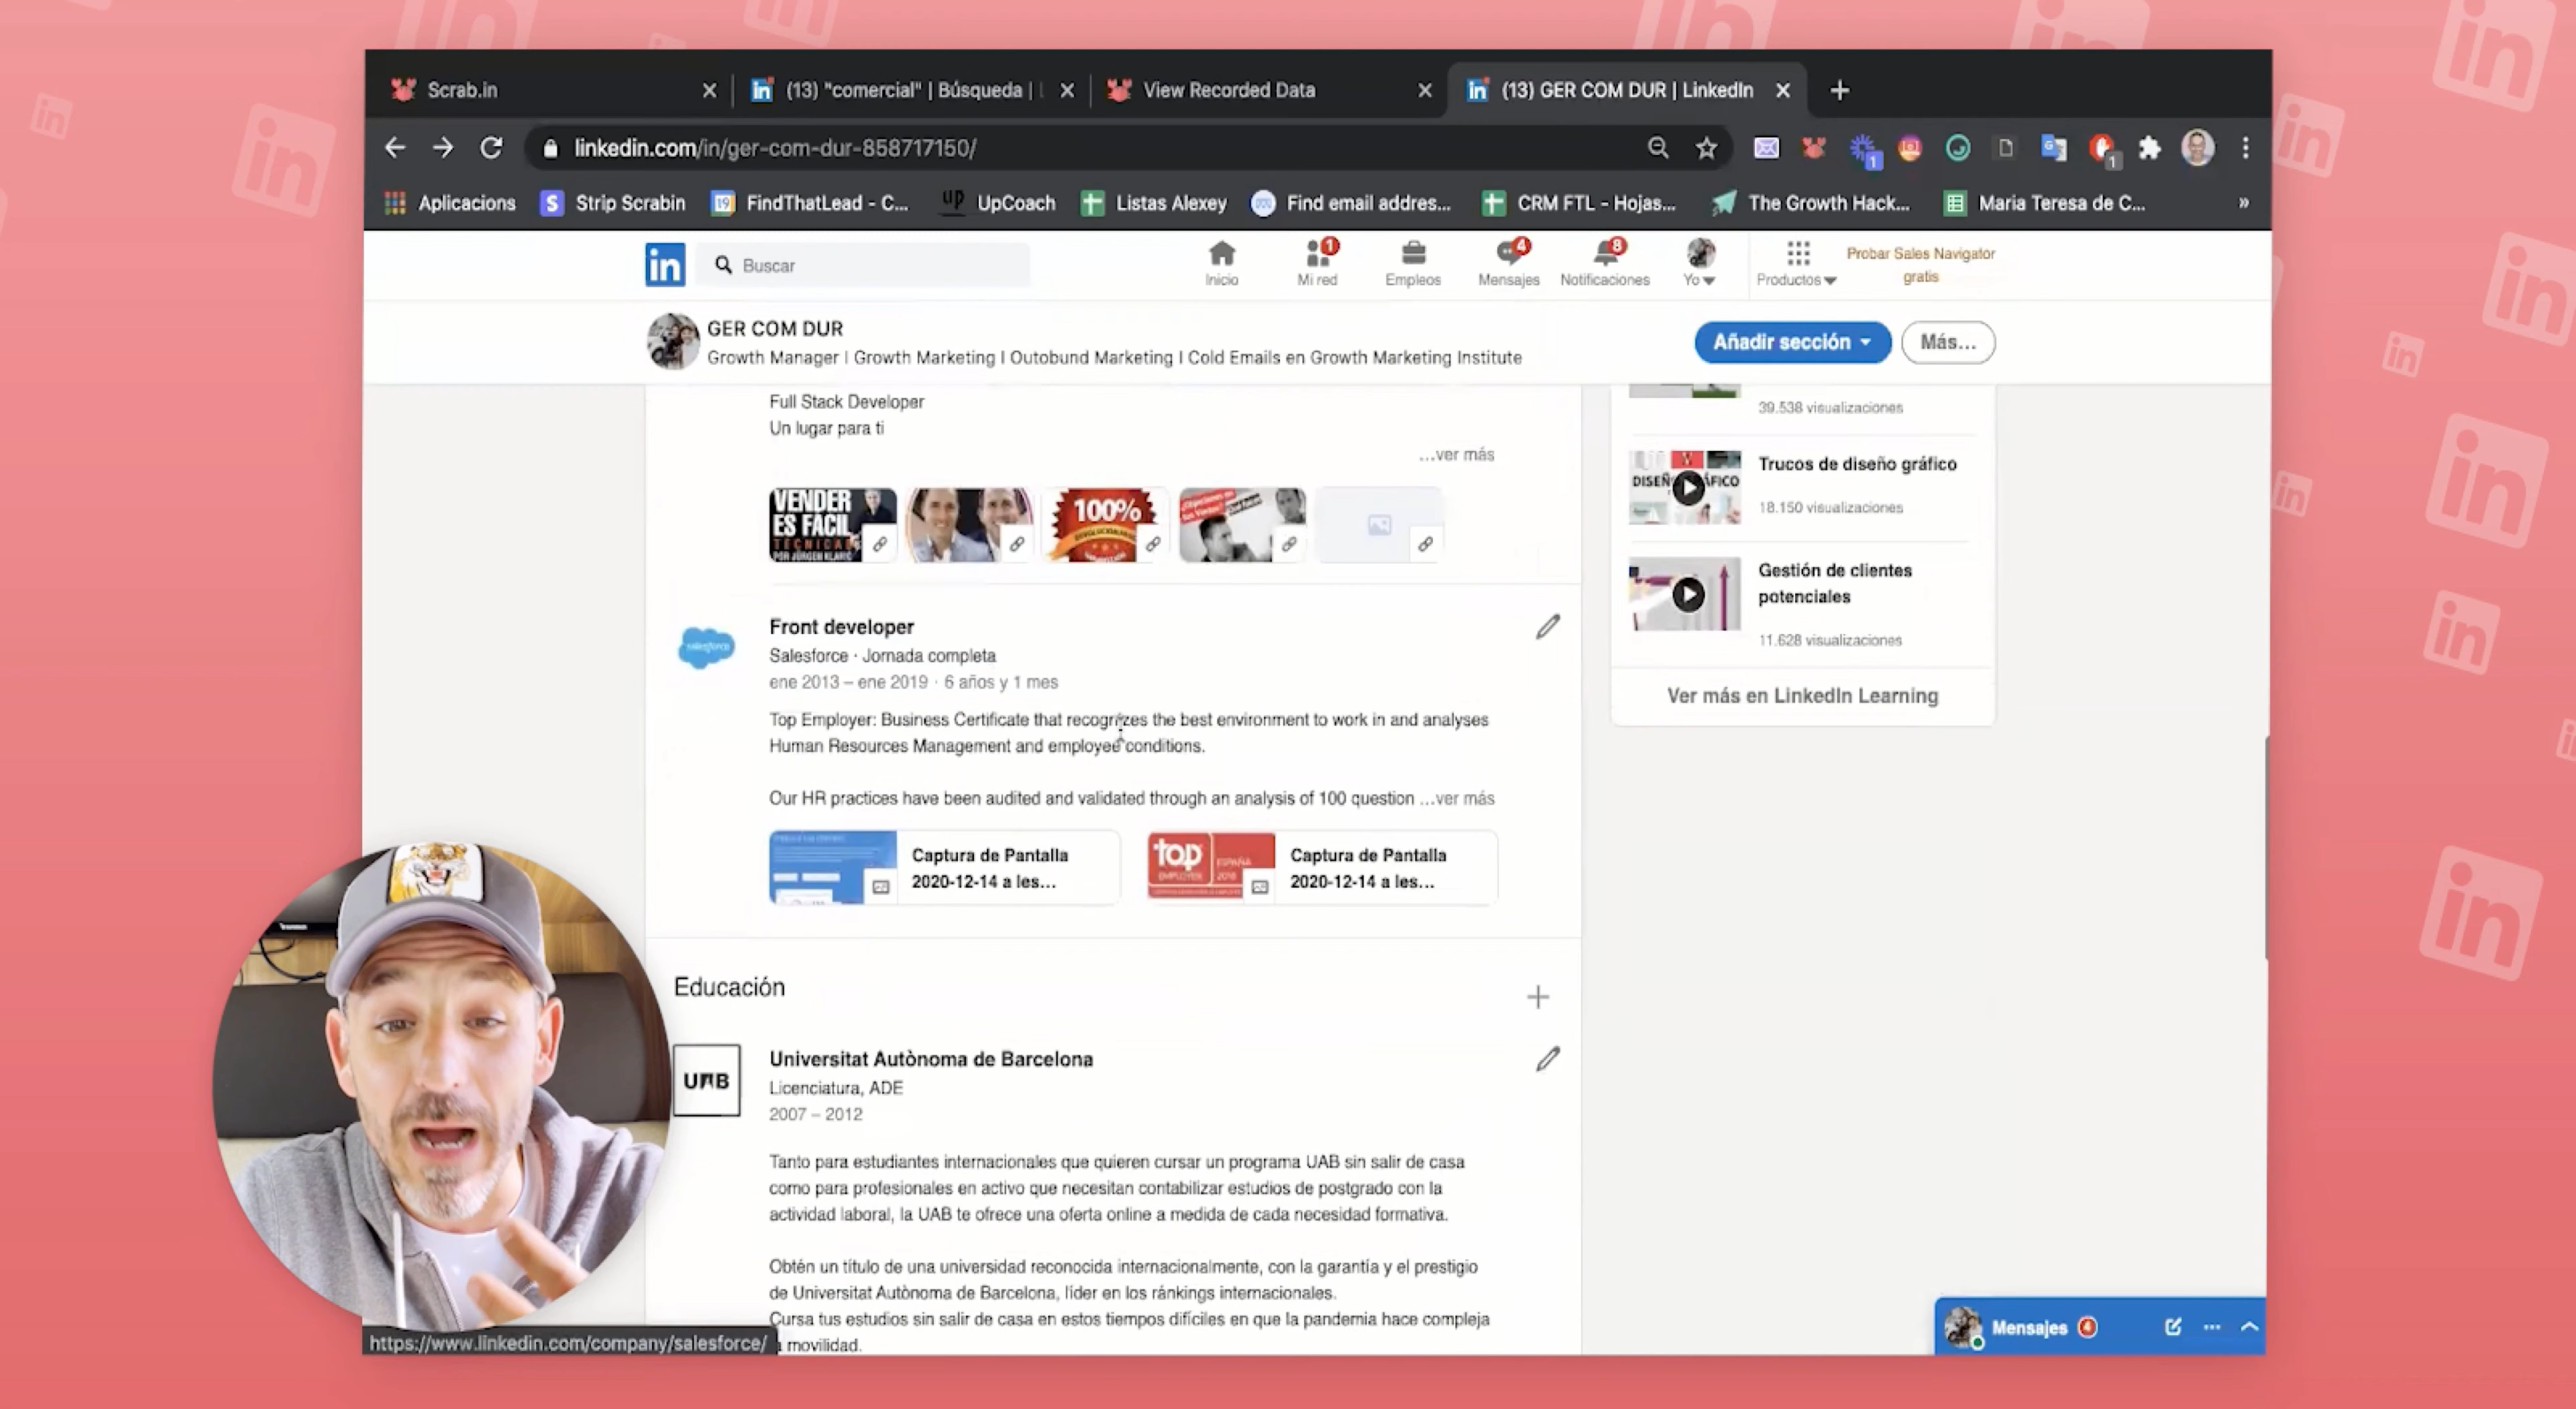 Scrab.in
(13) "comercial" | Búsqueda |
View Recorded Data
(13) GER COM DUR | LinkedIn
linkedin.com/in/ger-com-dur-858717150/
1
1
Aplicacions
Strip Scrabin
19
FindThatLead - C...
up
UpCoach
Listas Alexey
Find email addres...
CRM FTL - Hojas...
The Growth Hack...
Maria Teresa de C...
»
in
Buscar
Inicio
1
Mi red
Empleos
4
Mensajes
8
Notificaciones
Yo
Productos
Probar Sales Navigator
gratis
GER COM DUR
Growth Manager | Growth Marketing | Outobund Marketing | Cold Emails en Growth Marketing Institute
Añadir sección
Más...
Full Stack Developer
Un lugar para ti
...ver más
VENDER
ES FÁCIL
100%
Front developer
salesforce
Salesforce · Jornada completa
ene 2013 – ene 2019 · 6 años y 1 mes
Top Employer: Business Certificate that recognizes the best environment to work in and analyses
Human Resources Management and employee conditions.
Our HR practices have been audited and validated through an analysis of 100 question ...ver más
Captura de Pantalla
2020-12-14 a les...
top
EMPLOYER
ESPAÑA
2018
Captura de Pantalla
2020-12-14 a les...
Educación
UAB
Universitat Autònoma de Barcelona
Licenciatura, ADE
2007 – 2012
Tanto para estudiantes internacionales que quieren cursar un programa UAB sin salir de casa
como para profesionales en activo que necesitan contabilizar estudios de postgrado con la
actividad laboral, la UAB te ofrece una oferta online a medida de cada necesidad formativa.
Obtén un título de una universidad reconocida internacionalmente, con la garantía y el prestigio
de Universitat Autònoma de Barcelona, líder en los ránkings internacionales.
Cursa tus estudios sin salir de casa en estos tiempos difíciles en que la pandemia hace compleja
movilidad.
https://www.linkedin.com/company/salesforce/
39.538 visualizaciones
Trucos de diseño gráfico
18.150 visualizaciones
Gestión de clientes
potenciales
11.628 visualizaciones
Ver más en LinkedIn Learning
Mensajes
4